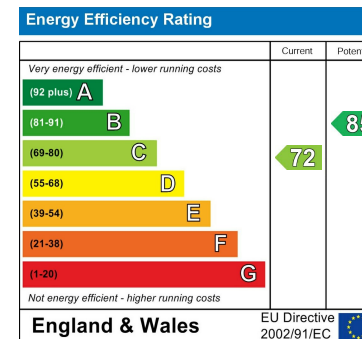 Energy Efficiency Rating
Current
Very energy efficient - lower running costs
(92 plus) A
(81-91) B
(69-80) C
72
(55-68) D
(39-54) E
(21-38) F
(1-20) G
Not energy efficient - higher running costs
England & Wales
EU Directive
2002/91/EC